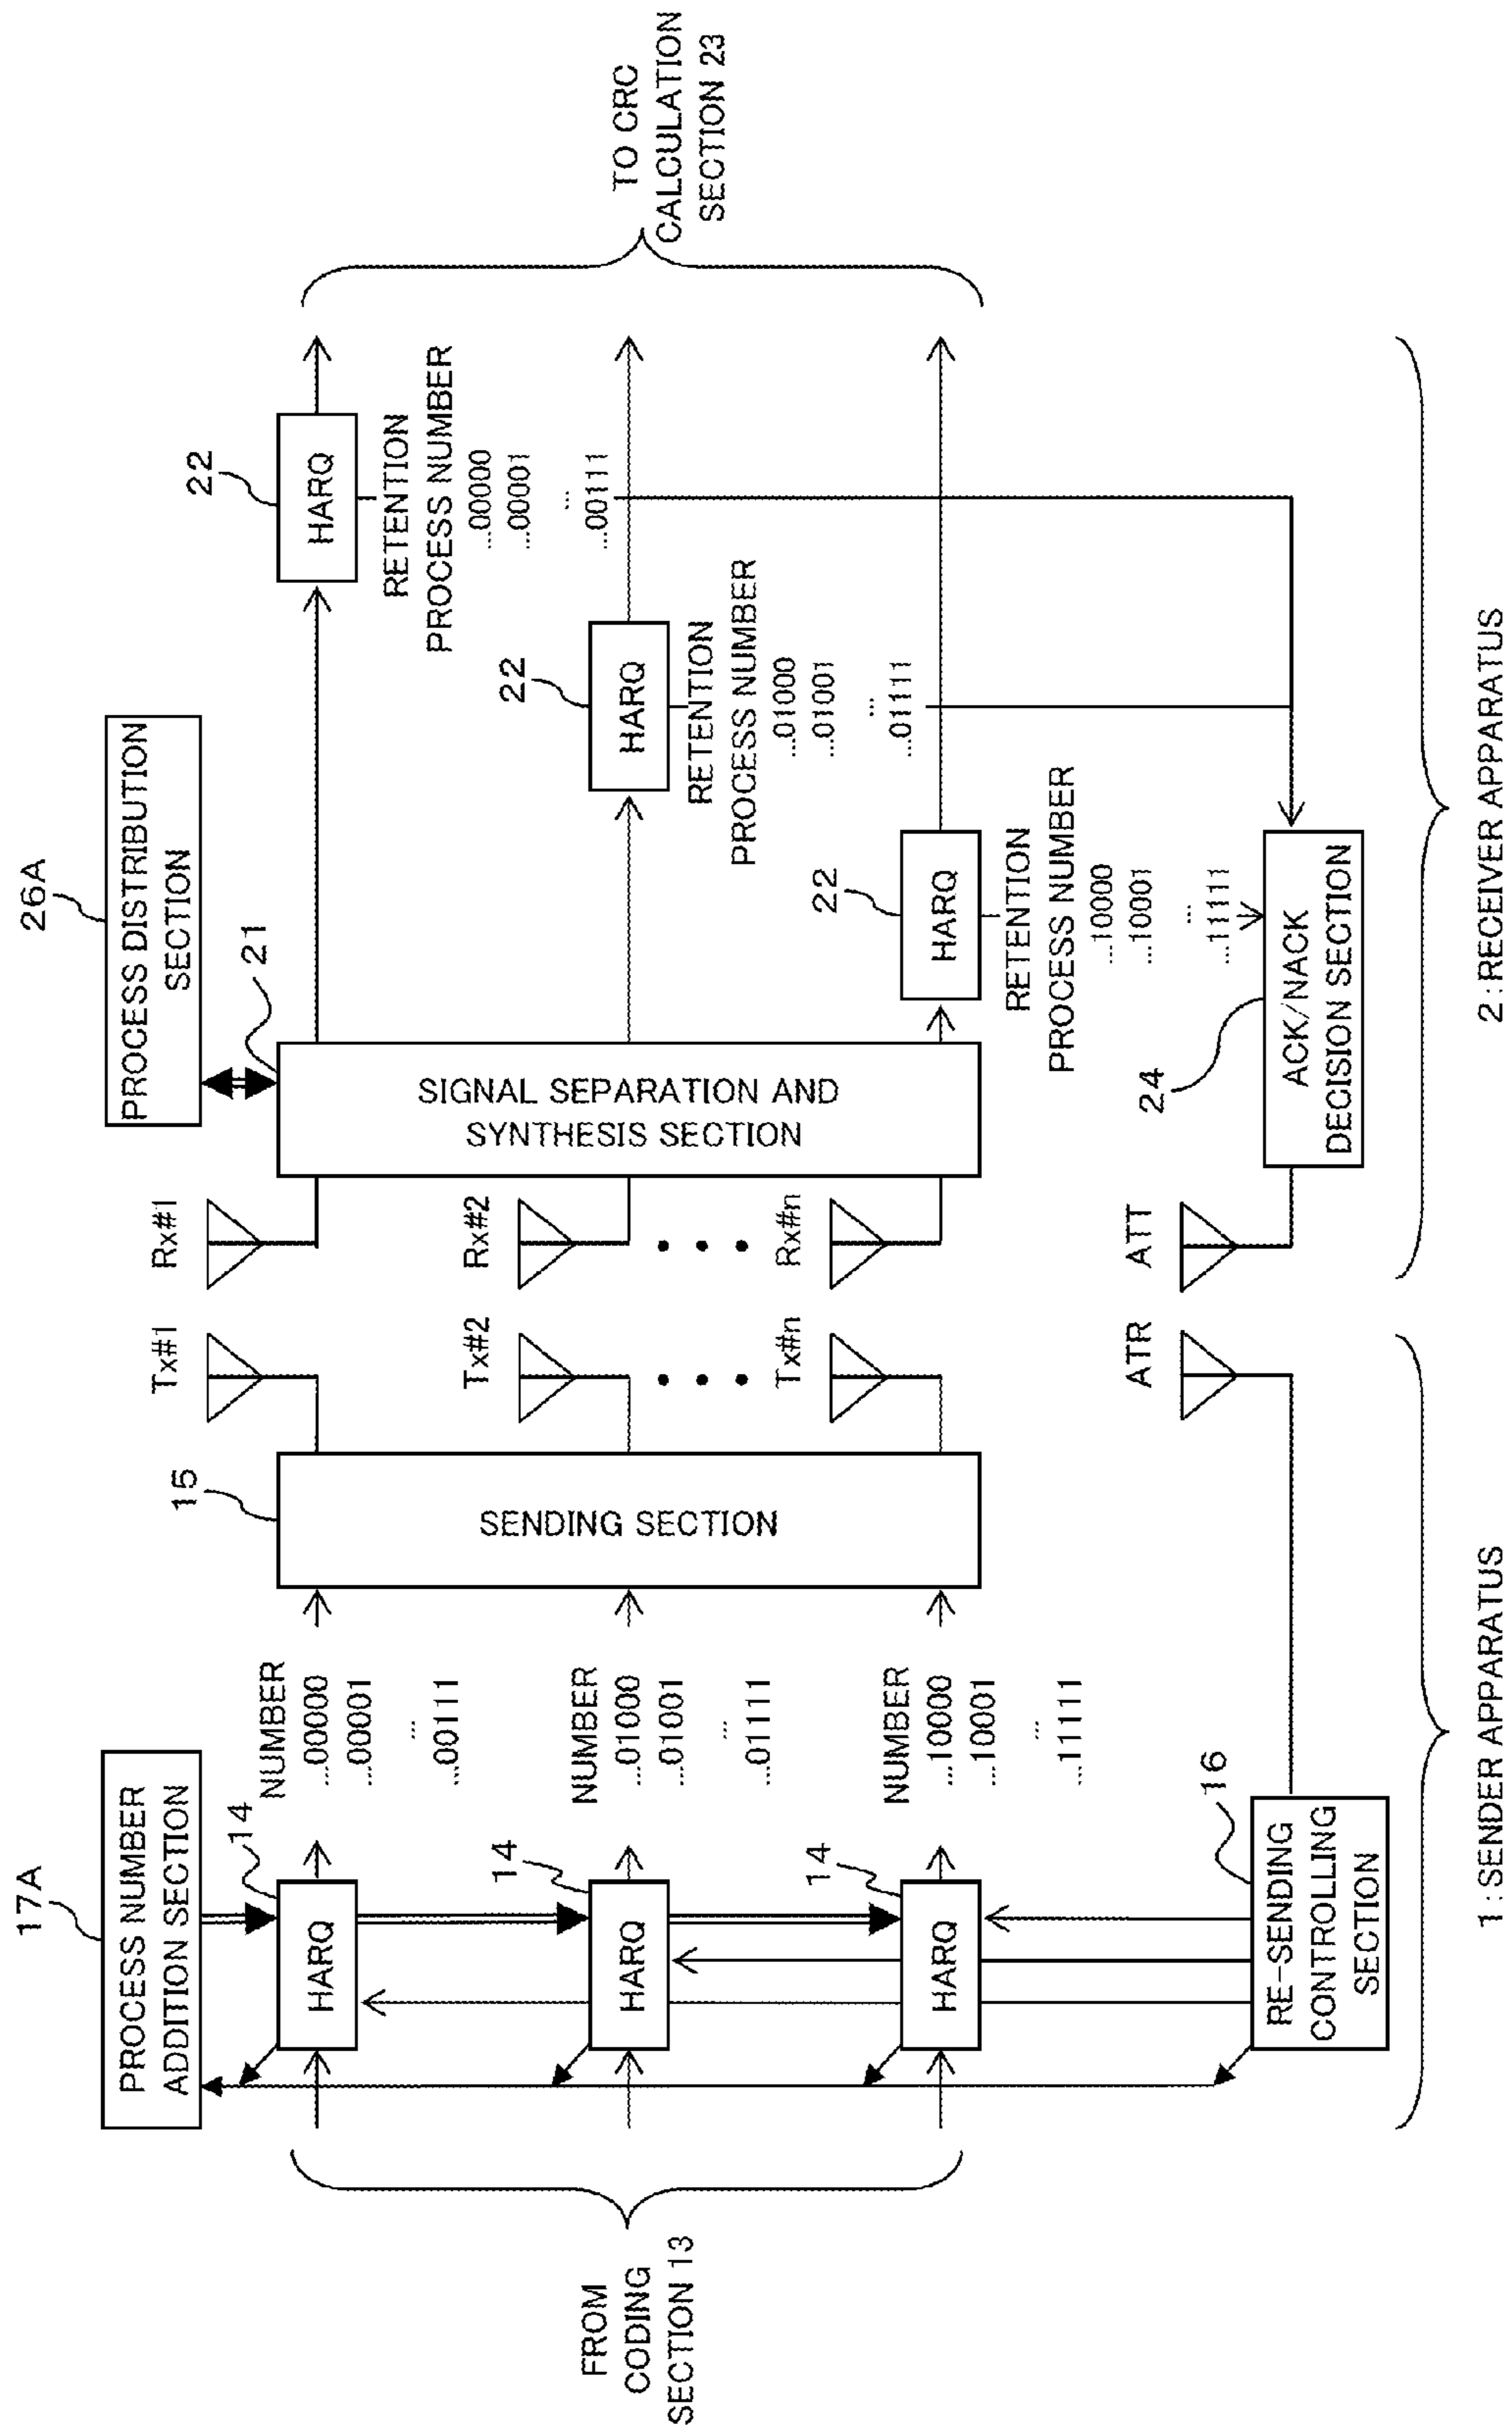 17A
PROCESS NUMBER
ADDITION SECTION
FROM
CODING
SECTION 13
14
HARQ
NUMBER
...00000
...00001
...
...00111
14
HARQ
NUMBER
...01000
...01001
...
...01111
14
HARQ
NUMBER
...10000
...10001
...
...11111
16
RE-SENDING
CONTROLLING
SECTION
15
SENDING SECTION
Tx#1
Tx#2
Tx#n
ATR
1 : SENDER APPARATUS
Rx#1
Rx#2
Rx#n
ATT
26A
PROCESS DISTRIBUTION
SECTION
21
SIGNAL SEPARATION AND
SYNTHESIS SECTION
22
HARQ
RETENTION
PROCESS NUMBER
...00000
...00001
...
...00111
22
HARQ
RETENTION
PROCESS NUMBER
...01000
...01001
...
...01111
22
HARQ
RETENTION
PROCESS NUMBER
...10000
...10001
...
...11111
24
ACK/NACK
DECISION SECTION
TO CRC
CALCULATION
SECTION 23
2 : RECEIVER APPARATUS